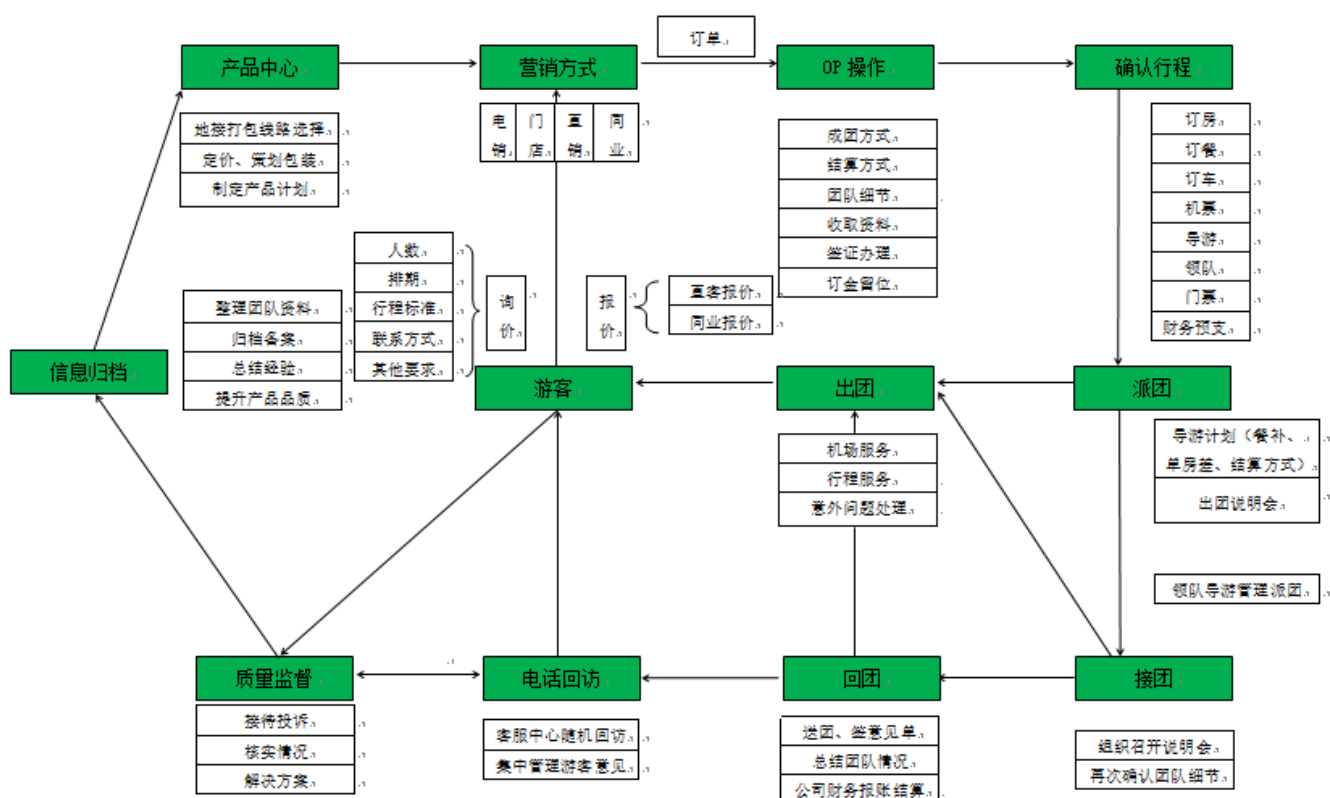 订单
产品中心
营销方式
OP 操作
确认行程
地接打包线路选择
定价、策划包装
制定产品计划
电销
门店
直销
同业
成团方式
结算方式
团队细节
收取资料
签证办理
订金留位
订房
订餐
订车
机票
导游
领队
门票
财务预支
人数
排期
行程标准
联系方式
其他要求
询价
报价
直客报价
同业报价
整理团队资料
归档备案
总结经验
提升产品品质
信息归档
游客
出团
派团
机场服务
行程服务
意外问题处理
导游计划（餐补、
单房差、结算方式）
出团说明会
领队导游管理派团
质量监督
电话回访
回团
接团
接待投诉
核实情况
解决方案
客服中心随机回访
集中管理游客意见
送团、签意见单
总结团队情况
公司财务报账结算
组织召开说明会
再次确认团队细节